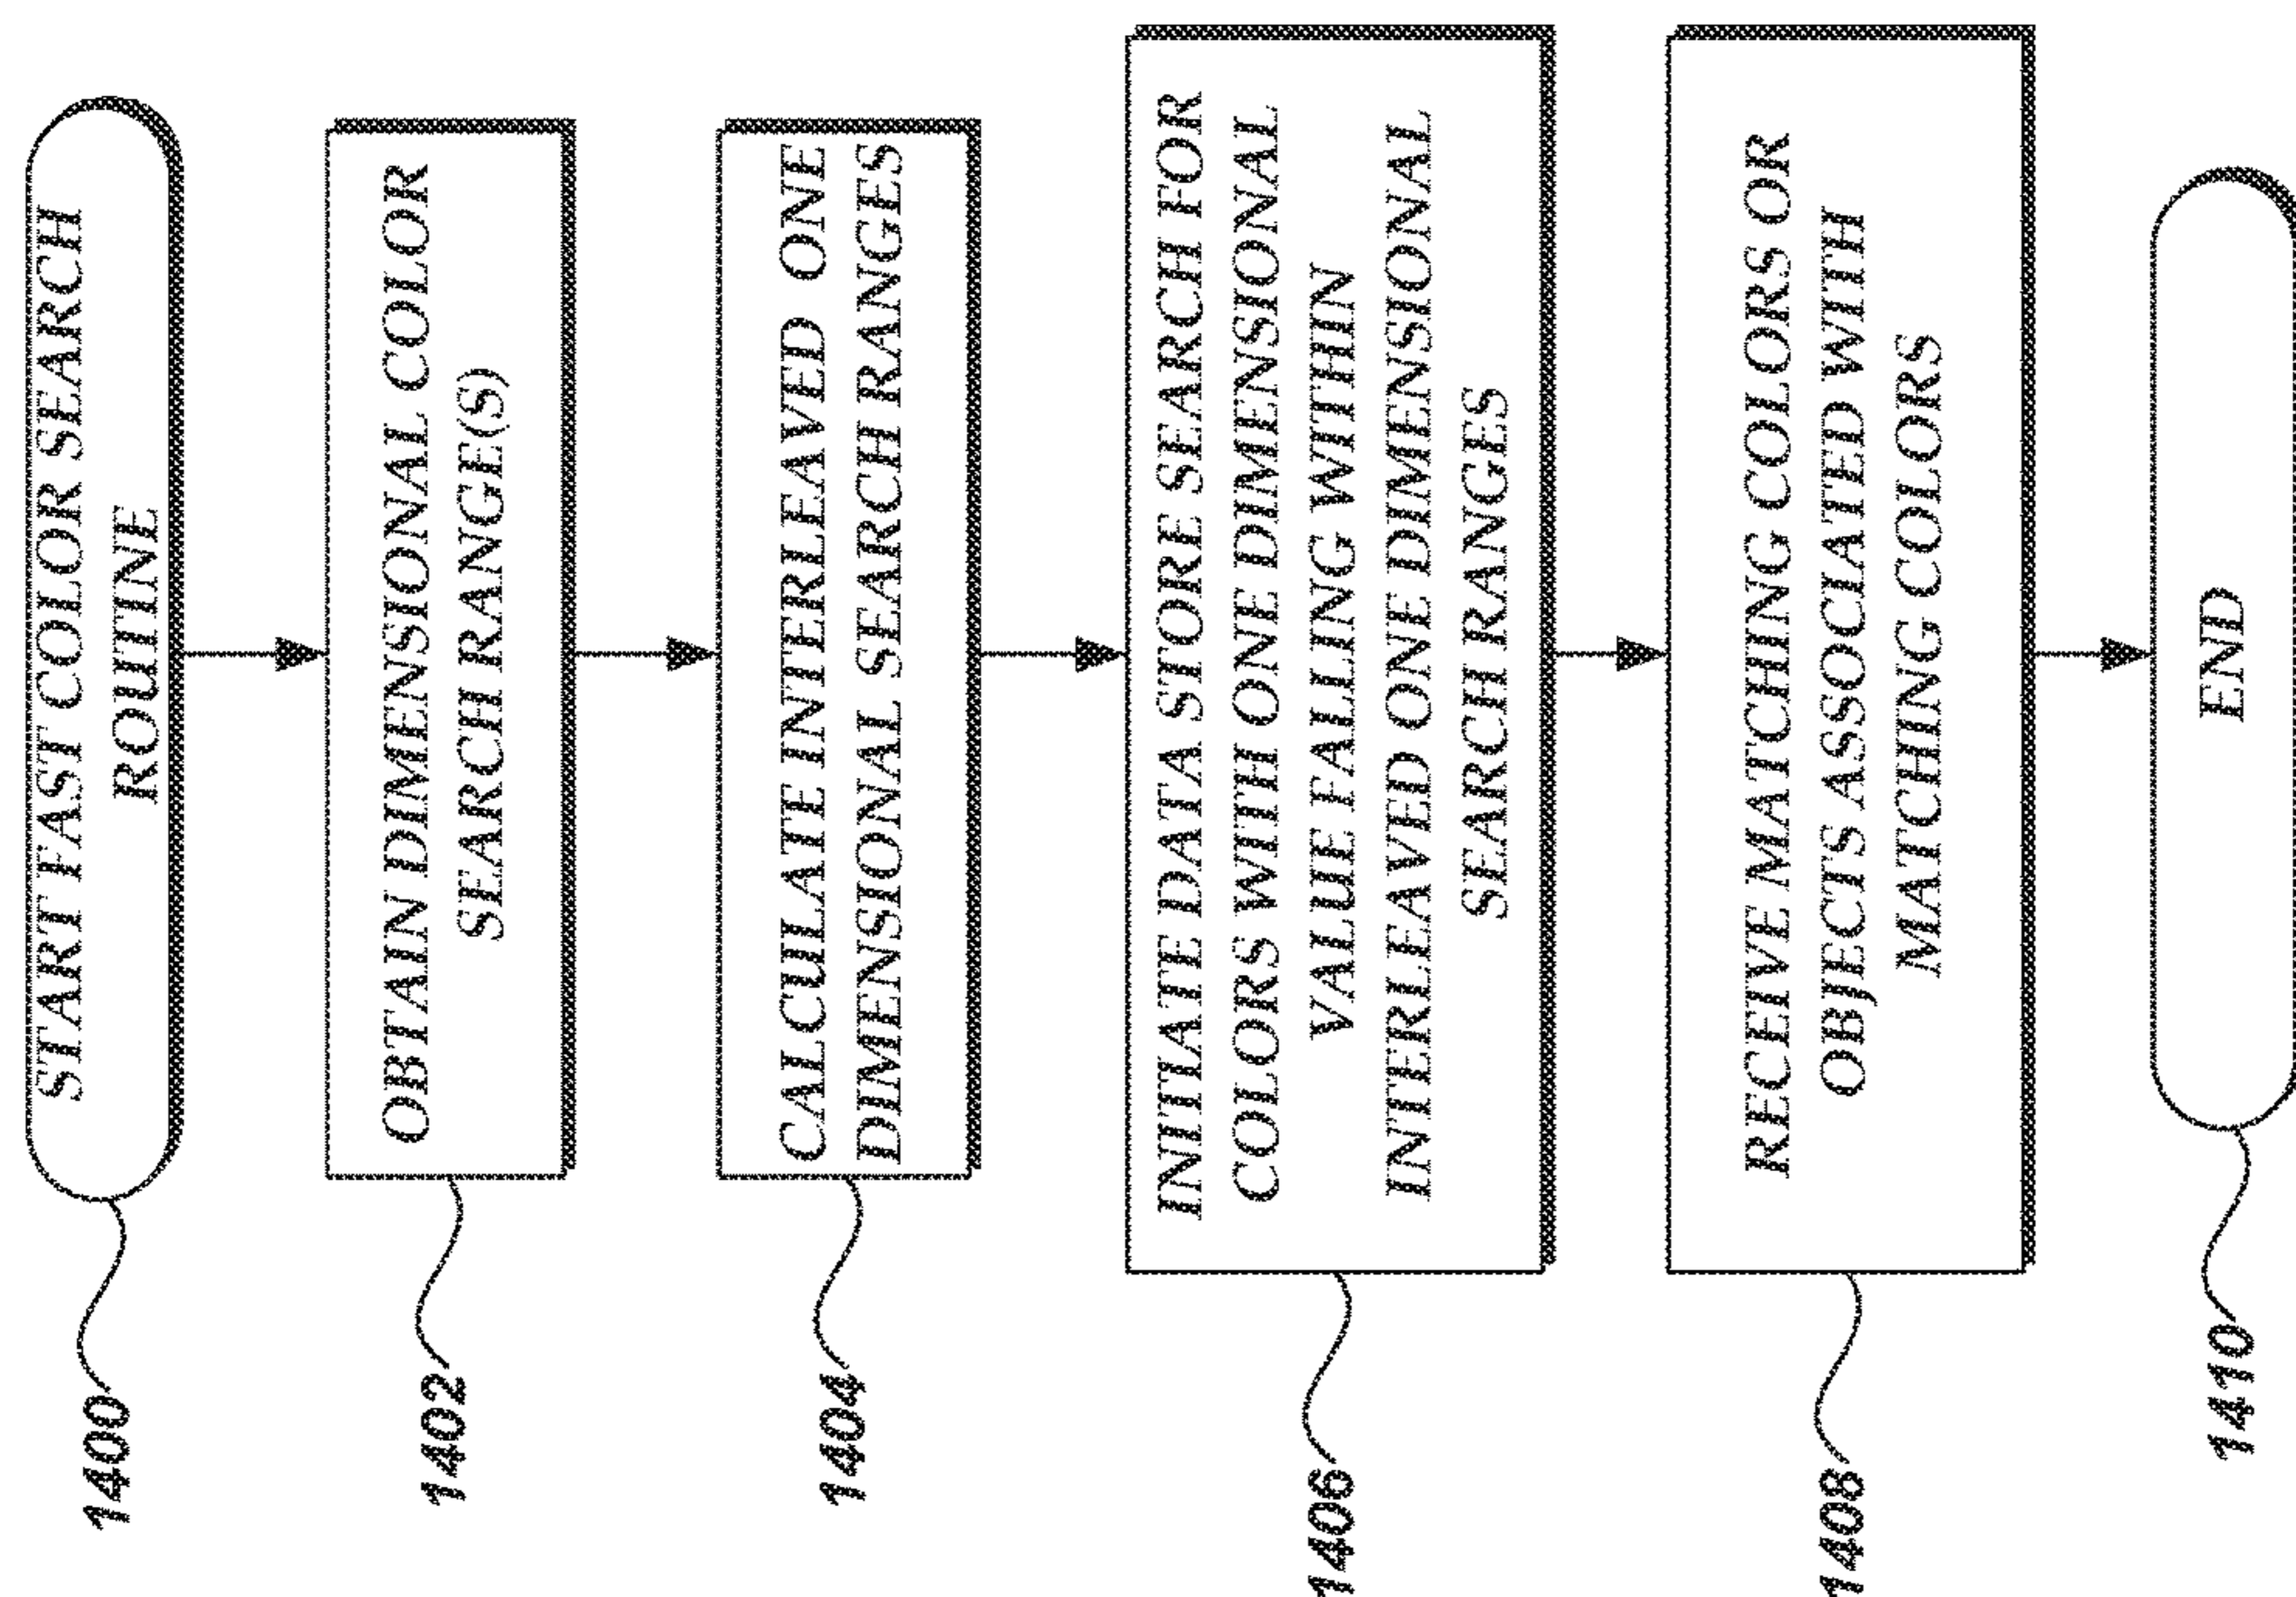 START FAST COLOR SEARCH
ROUTINE
1400
OBTAIN DIMENSIONAL COLOR
SEARCH RANGE(S)
1402
CALCULATE INTERLEAVED ONE
DIMENSIONAL SEARCH RANGES
1404
INITIATE DATA STORE SEARCH FOR
COLORS WITH ONE DIMENSIONAL
VALUE FALLING WITHIN
INTERLEAVED ONE DIMENSIONAL
SEARCH RANGES
1406
RECEIVE MATCHING COLORS OR
OBJECTS ASSOCIATED WITH
MATCHING COLORS
1408
END
1410